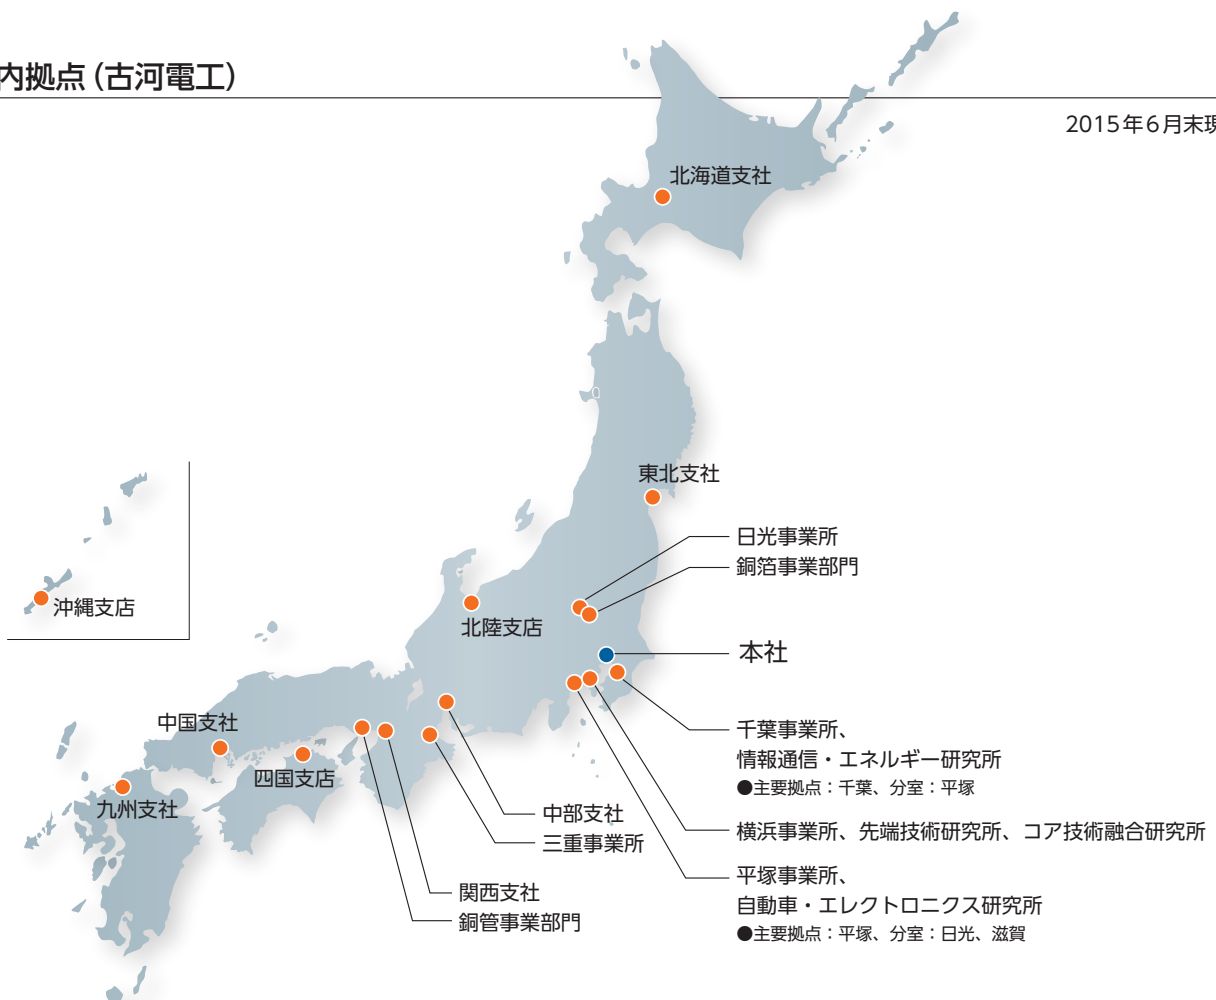 内拠点（古河電工）
2015年6月末現
北海道支社
東北支社
日光事業所
銅箔事業部門
沖縄支店
北陸支店
本社
中国支社
千葉事業所、
情報通信・エネルギー研究所
●主要拠点：千葉、分室：平塚
四国支店
九州支社
中部支社
横浜事業所、先端技術研究所、コア技術融合研究所
三重事業所
平塚事業所、
自動車・エレクトロニクス研究所
●主要拠点：平塚、分室：日光、滋賀
関西支社
銅管事業部門